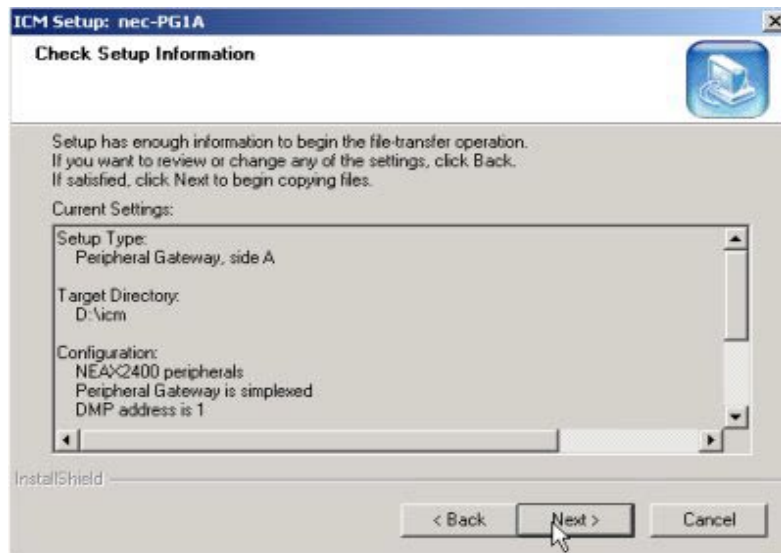 ICM Setup: nec-PG1A
Check Setup Information
Setup has enough information to begin the file-transfer operation.
If you want to review or change any of the settings, click Back.
If satisfied, click Next to begin copying files.
Current Settings:
Setup Type:
Peripheral Gateway, side A
Target Directory:
D:\icm
Configuration:
NEAX2400 peripherals
Peripheral Gateway is simplexed
DMP address is 1
InstallShield
< Back
Next >
Cancel